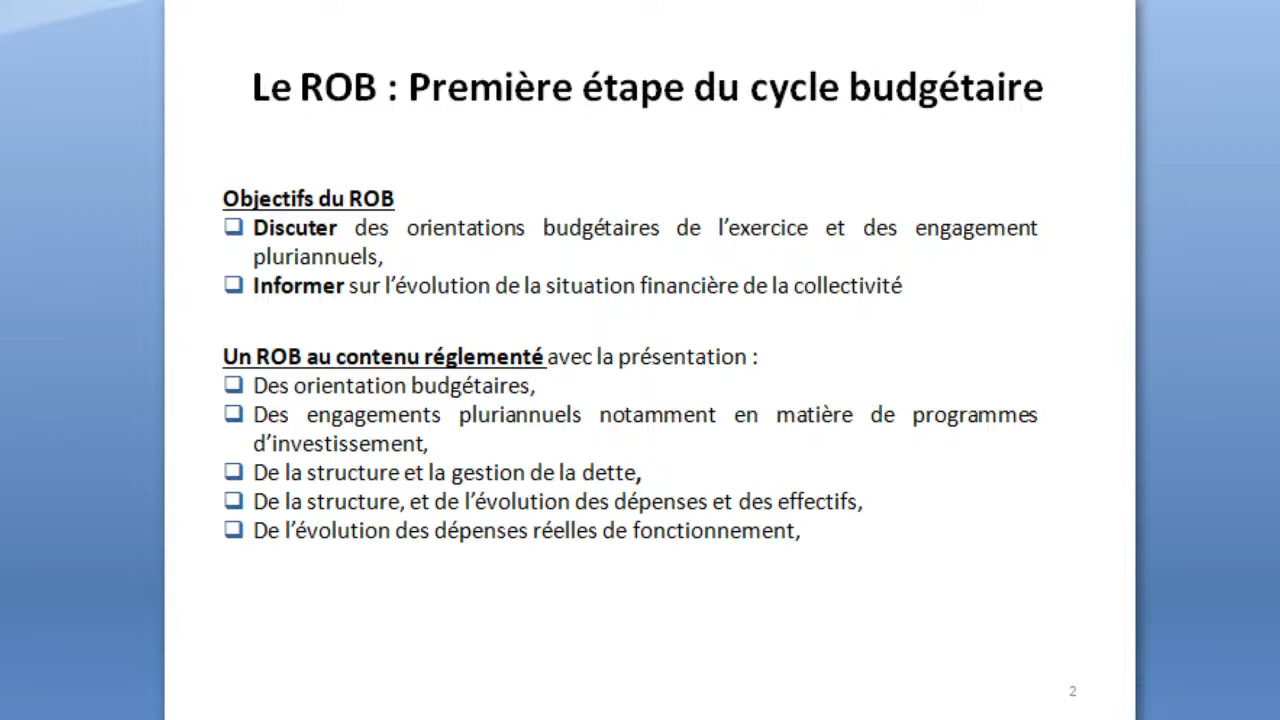 Le ROB : Première étape du cycle budgétaire
Objectifs du ROB
Discuter des orientations budgétaires de l’exercice et des engagement
pluriannuels,
Informer sur l’évolution de la situation financière de la collectivité
Un ROB au contenu réglementé avec la présentation :
Des orientation budgétaires,
Des engagements pluriannuels notamment en matière de programmes
d’investissement,
De la structure et la gestion de la dette,
De la structure, et de l’évolution des dépenses et des effectifs,
De l’évolution des dépenses réelles de fonctionnement,
2